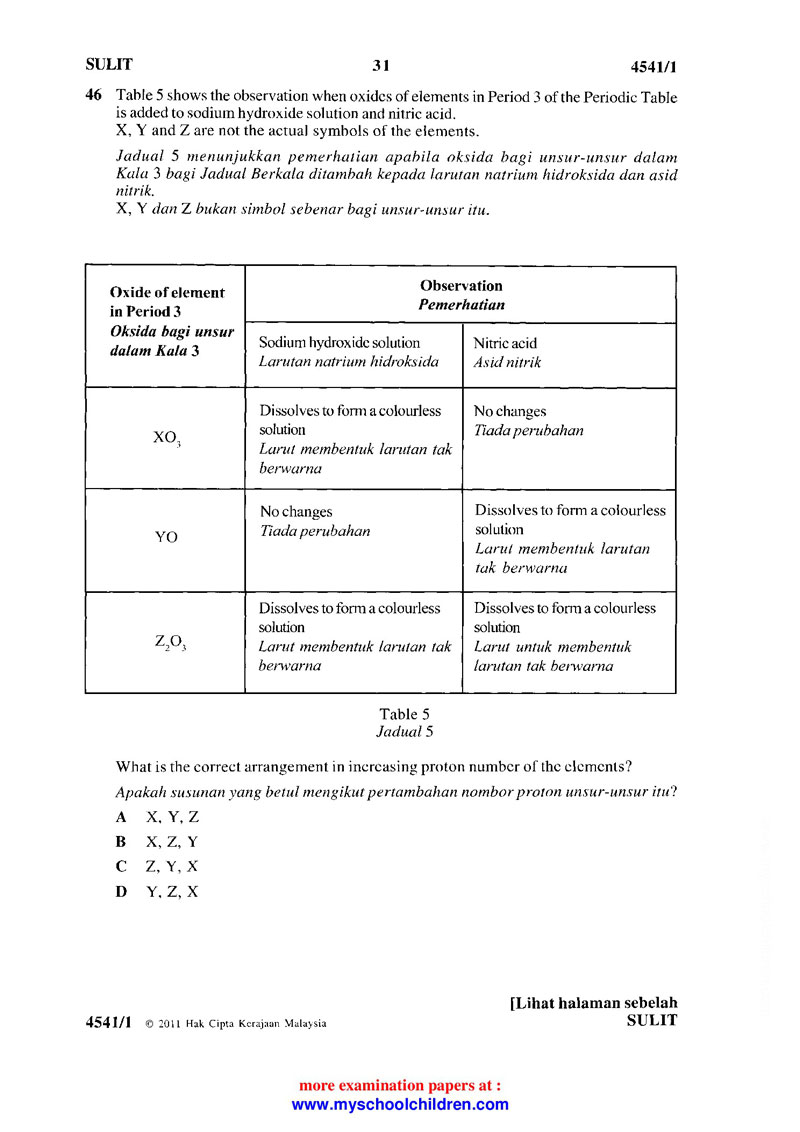 SULIT 31 4541/1
46 Table 5 shows the observation when oxides of elements in Period 3 of the Periodic Table
is added to sodium hydroxide solution and nitric acid.
X, Y and Z are not the actual symbols of the elements.
Jadual 5 menunjukkan pemerhatian apabila oksida bagi unsur-unsur dalam
Kala 3 bagi Jadual Berkala ditambah kepada larutan natrium hidroksida dan asid
nitrik.
X, Y dan Z bukan simbol sebenar bagi unsur-unsur itu.
Oxide of element
in Period 3
Oksida bagi unsur
dalam Kala 3
Observation
Pemerhatian
Sodium hydroxide solution
Larutan natrium hidroksida
Nitric acid
Asid nitrik
XO₃
Dissolves to form a colourless
solution
Larut membentuk larutan tak
berwarna
No changes
Tiada perubahan
YO
No changes
Tiada perubahan
Dissolves to form a colourless
solution
Larut membentuk larutan
tak berwarna
Z₂O₃
Dissolves to form a colourless
solution
Larut membentuk larutan tak
berwarna
Dissolves to form a colourless
solution
Larut untuk membentuk
larutan tak berwarna
Table 5
Jadual 5
What is the correct arrangement in increasing proton number of the elements?
Apakah susunan yang betul mengikut pertambahan nombor proton unsur-unsur itu?
A X, Y, Z
B X, Z, Y
C Z, Y, X
D Y, Z, X
[Lihat halaman sebelah
4541/1 © 2011 Hak Cipta Kerajaan Malaysia SULIT
more examination papers at :
www.myschoolchildren.com